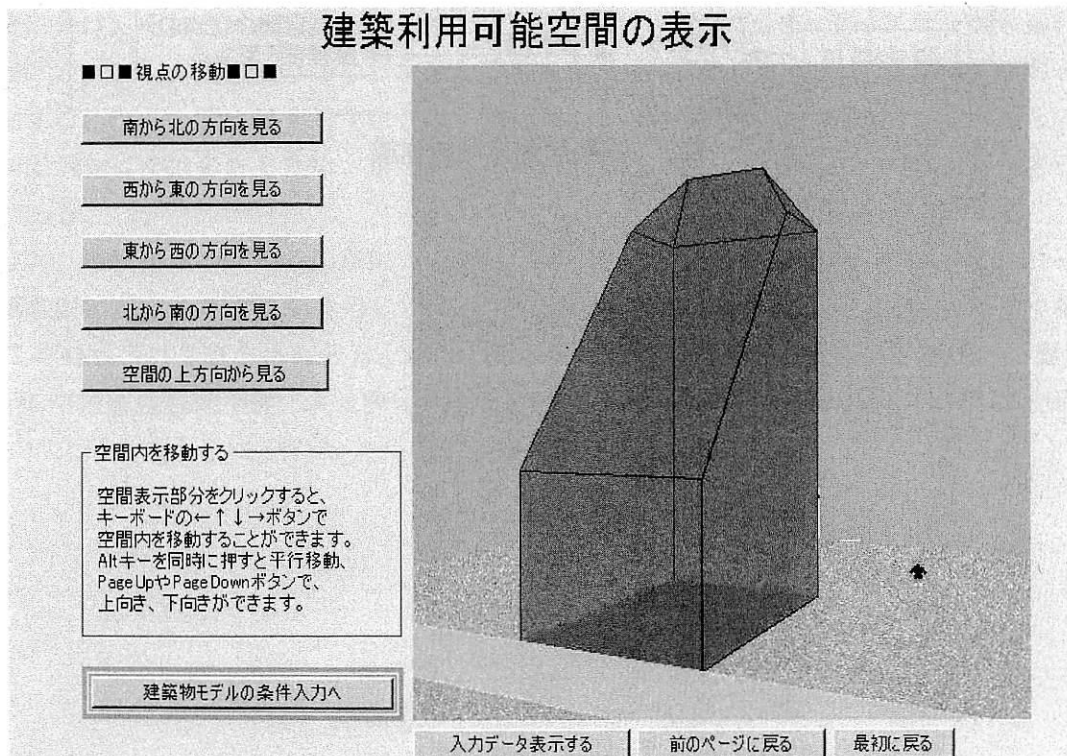 建築利用可能空間の表示
■□■視点の移動■□■
南から北の方向を見る
西から東の方向を見る
東から西の方向を見る
北から南の方向を見る
空間の上方向から見る
空間内を移動する
空間表示部分をクリックすると、
キーボードの←↑↓→ボタンで
空間内を移動することができます。
Altキーを同時に押すと平行移動、
PageUpやPageDownボタンで、
上向き、下向きができます。
建築物モデルの条件入力へ
入力データ表示する
前のページに戻る
最初に戻る